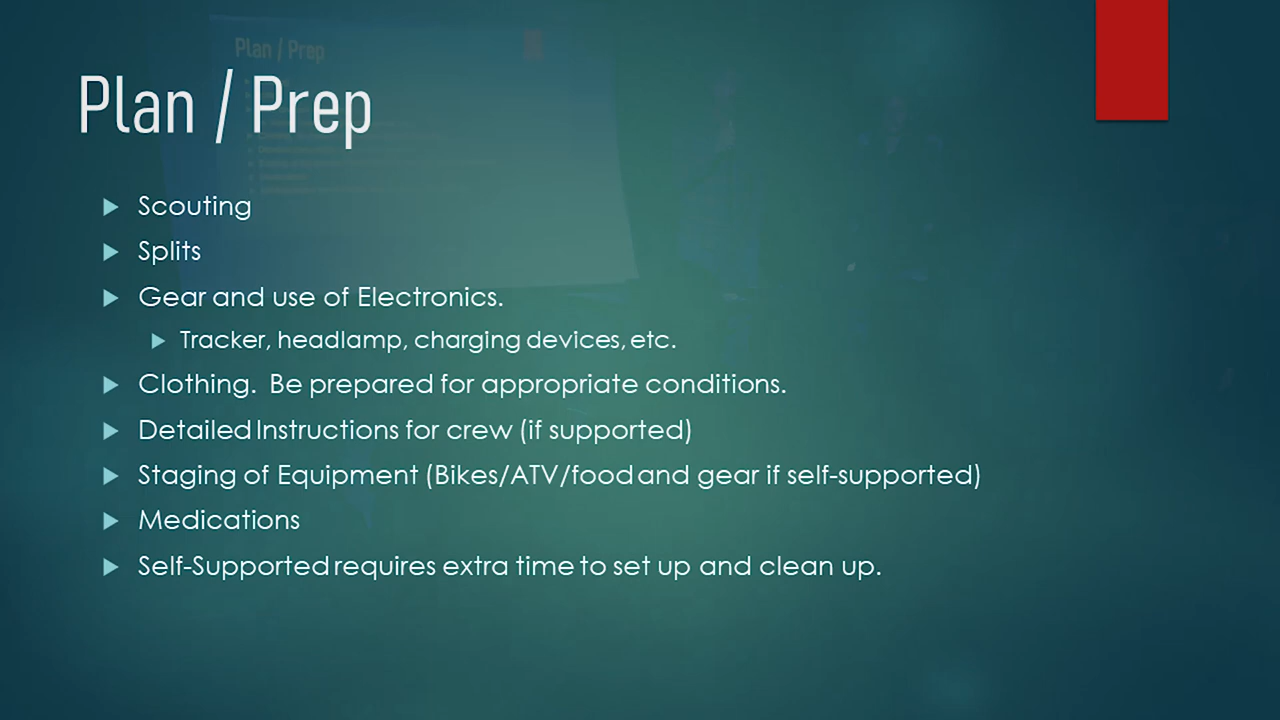 Plan / Prep
Plan / Prep
Scouting
Splits
Gear and use of Electronics.
Tracker, headlamp, charging devices, etc.
Clothing.  Be prepared for appropriate conditions.
Detailed Instructions for crew (if supported)
Staging of Equipment (Bikes/ATV/food and gear if self-supported)
Medications
Self-Supported requires extra time to set up and clean up.